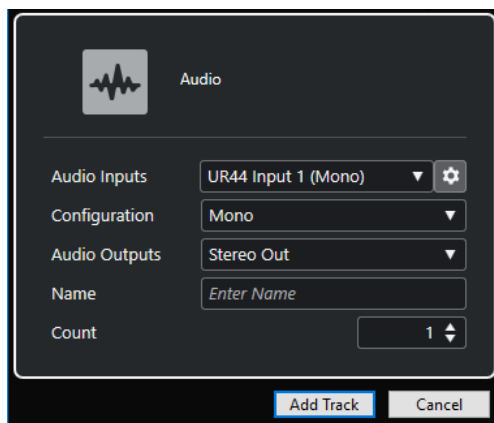 Audio
Audio Inputs UR44 Input 1 (Mono)
Configuration Mono
Audio Outputs Stereo Out
Name Enter Name
Count 1
Add Track Cancel